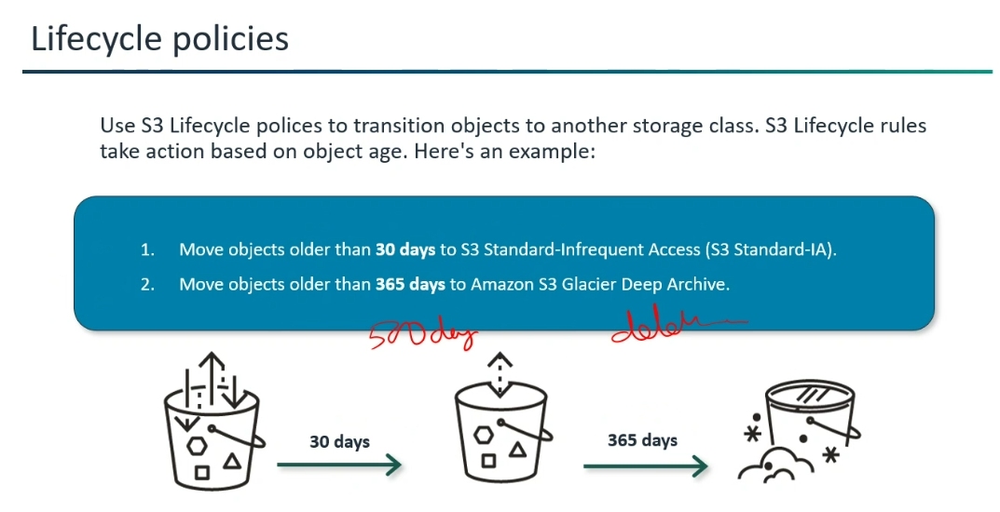 Lifecycle policies
Use S3 Lifecycle polices to transition objects to another storage class. S3 Lifecycle rules
take action based on object age. Here's an example:
1. Move objects older than 30 days to S3 Standard-Infrequent Access (S3 Standard-IA).
2. Move objects older than 365 days to Amazon S3 Glacier Deep Archive.
500 day
30 days
365 days